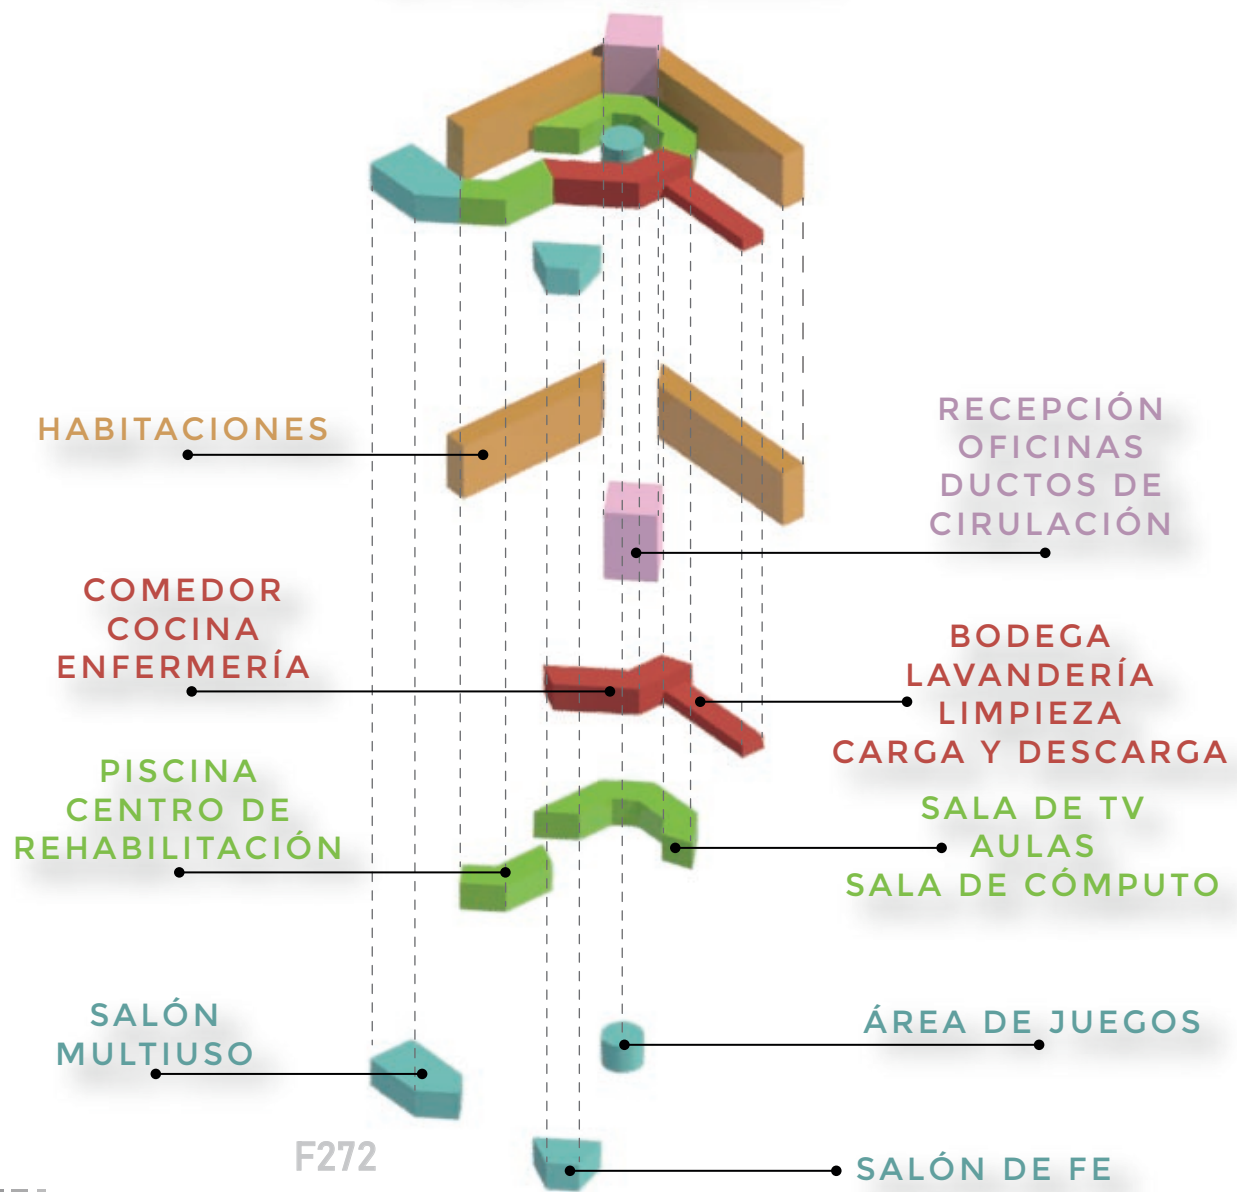 HABITACIONES
RECEPCIÓN
OFICINAS
DUCTOS DE
CIRULACIÓN
COMEDOR
COCINA
ENFERMERÍA
BODEGA
LAVANDERÍA
LIMPIEZA
CARGA Y DESCARGA
PISCINA
CENTRO DE
REHABILITACIÓN
SALA DE TV
AULAS
SALA DE CÓMPUTO
SALÓN
MULTIUSO
ÁREA DE JUEGOS
F272
SALÓN DE FE